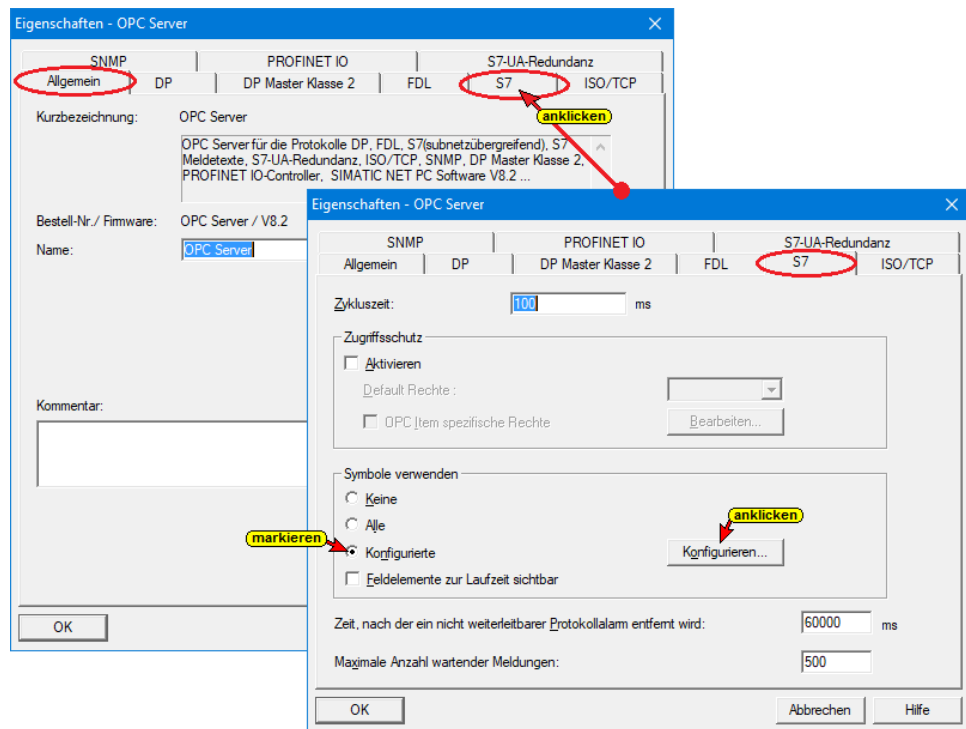 Eigenschaften - OPC Server
SNMP PROFINET IO S7-UA-Redundanz
Allgemein DP DP Master Klasse 2 FDL S7 ISO/TCP
anklicken
Kurzbezeichnung: OPC Server
OPC Server für die Protokolle DP, FDL, S7(subnetzübergreifend), S7
Meldetexte, S7-UA-Redundanz, ISO/TCP, SNMP, DP Master Klasse 2,
PROFINET IO-Controller, SIMATIC NET PC Software V8.2 ...
Bestell-Nr./ Firmware: OPC Server / V8.2
Name: OPC Server
Kommentar:
OK
Eigenschaften - OPC Server
SNMP PROFINET IO S7-UA-Redundanz
Allgemein DP DP Master Klasse 2 FDL S7 ISO/TCP
Zykluszeit: 100 ms
Zugriffsschutz
Aktivieren
Default Rechte :
OPC Item spezifische Rechte Bearbeiten...
Symbole verwenden
Keine
Alle
anklicken
markieren
Konfigurierte Konfigurieren...
Feldelemente zur Laufzeit sichtbar
Zeit, nach der ein nicht weiterleitbarer Protokollalarm entfernt wird: 60000 ms
Maximale Anzahl wartender Meldungen: 500
OK Abbrechen Hilfe